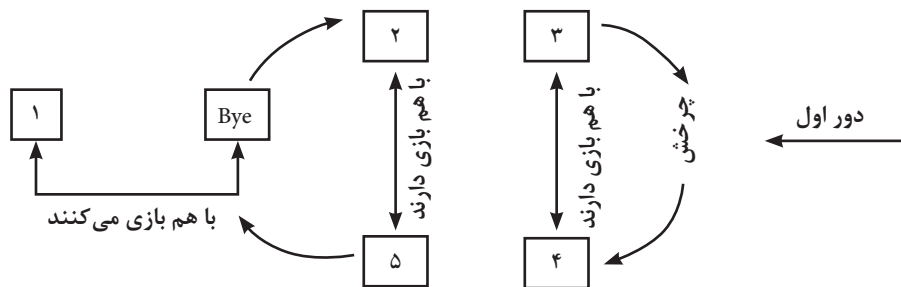 ۲
۳
۱
Bye
با هم بازی دارند
با هم بازی دارند
چرخش
دور اول
با هم بازی می‌کنند
۵
۴